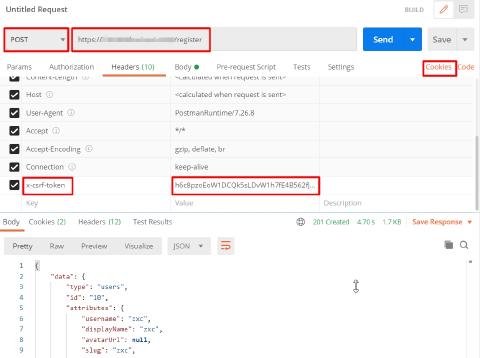 Untitled Request
BUILD
POST
https:// /register
Send
Save
Params Authorization Headers (10) Body Pre-request Script Tests Settings Cookies Code
Content-Length <calculated when request is sent>
Host <calculated when request is sent>
User-Agent PostmanRuntime/7.26.8
Accept */*
Accept-Encoding gzip, deflate, br
Connection keep-alive
x-csrf-token
Key Value Description
Body Cookies (2) Headers (12) Test Results 201 Created 4.70 s 1.7 KB Save Response
Pretty Raw Preview Visualize JSON
1 {
2 "data": {
3 "type": "users",
4 "id": "10",
5 "attributes": {
6 "username": "zxc",
7 "displayName": "zxc",
8 "avatarUrl": null,
9 "slug": "zxc",